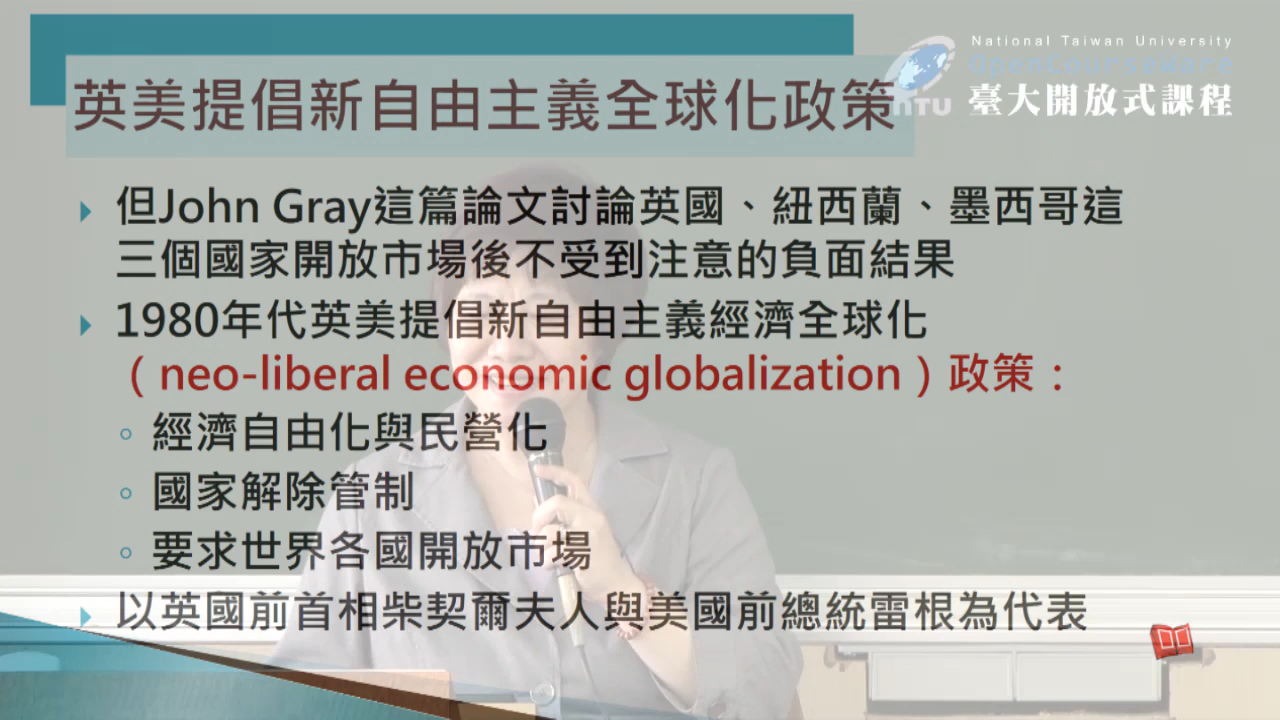 英美提倡新自由主義全球化政策
National Taiwan University
OpenCourseWare
NTU
臺大開放式課程
但John Gray這篇論文討論英國、紐西蘭、墨西哥這
三個國家開放市場後不受到注意的負面結果
1980年代英美提倡新自由主義經濟全球化
（neo-liberal economic globalization）政策：
經濟自由化與民營化
國家解除管制
要求世界各國開放市場
以英國前首相柴契爾夫人與美國前總統雷根為代表